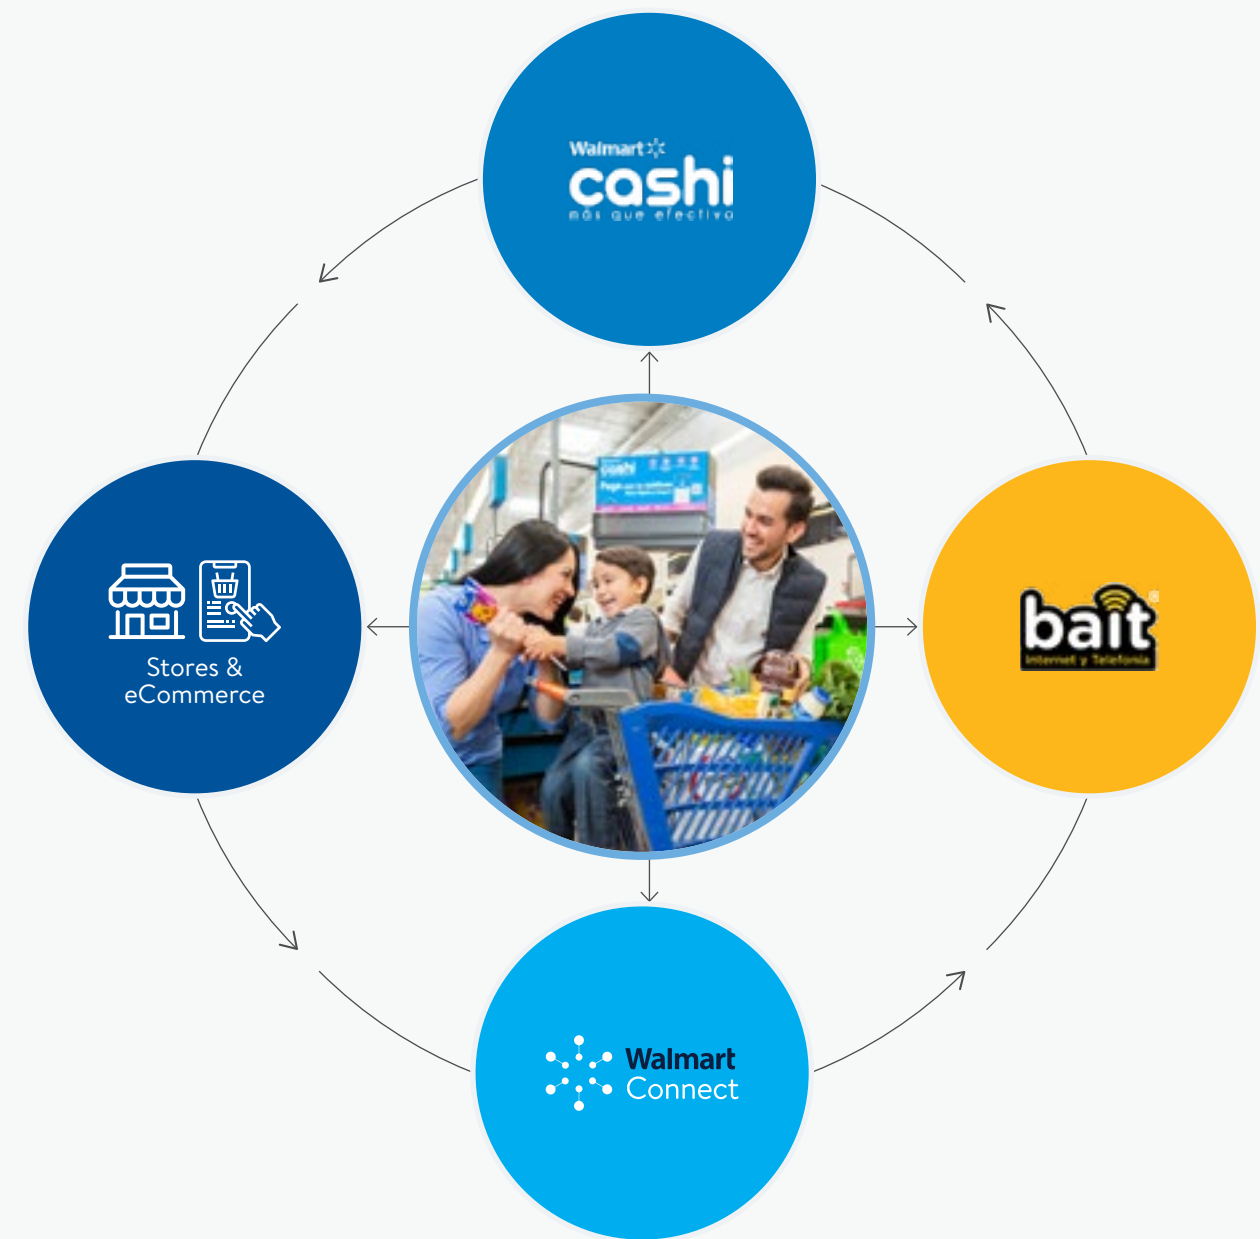 Walmart
cashi
más que efectivo
cashi
Stores &
eCommerce
bait
Internet y Telefonía
Walmart
Connect